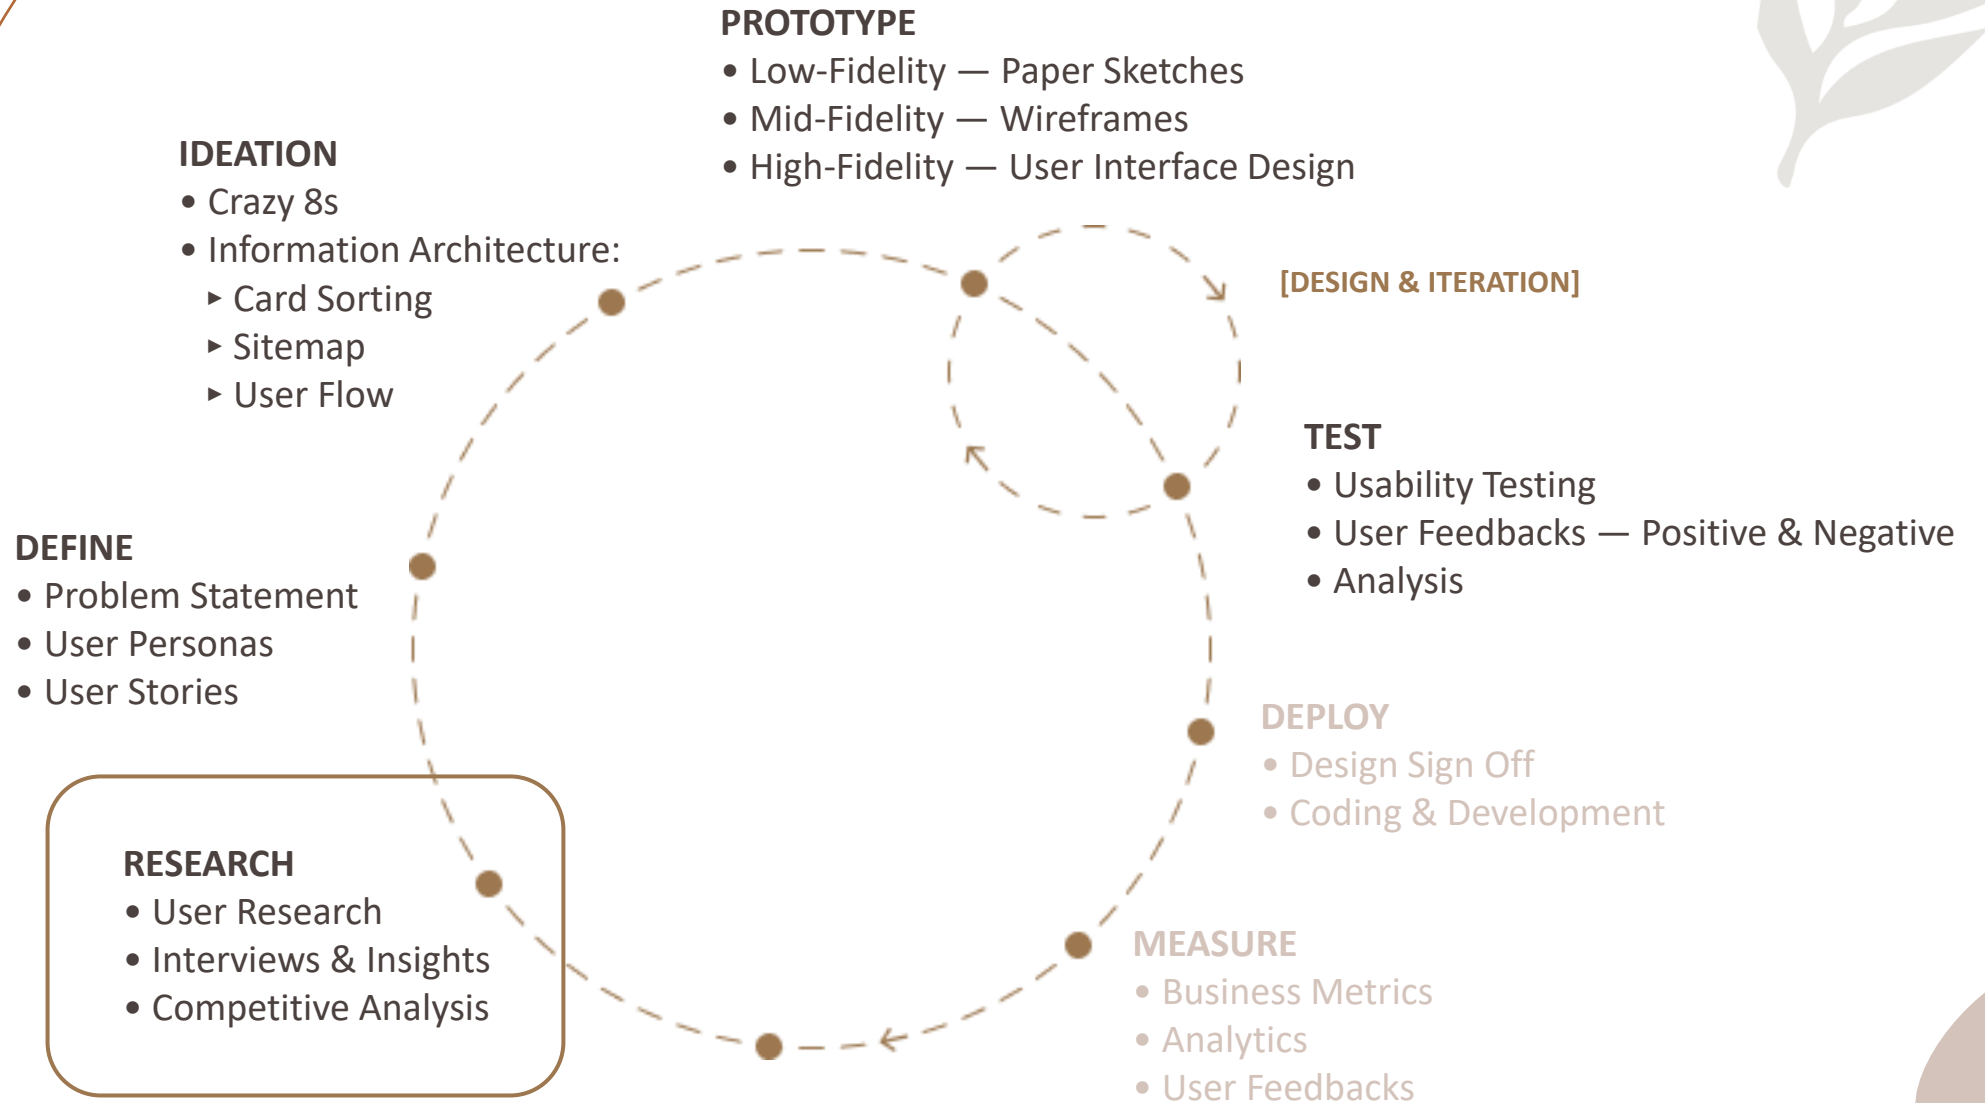 PROTOTYPE
• Low-Fidelity — Paper Sketches
• Mid-Fidelity — Wireframes
• High-Fidelity — User Interface Design
IDEATION
• Crazy 8s
• Information Architecture:
▸ Card Sorting
▸ Sitemap
▸ User Flow
[DESIGN & ITERATION]
TEST
• Usability Testing
• User Feedbacks — Positive & Negative
• Analysis
DEFINE
• Problem Statement
• User Personas
• User Stories
DEPLOY
• Design Sign Off
• Coding & Development
RESEARCH
• User Research
• Interviews & Insights
• Competitive Analysis
MEASURE
• Business Metrics
• Analytics
• User Feedbacks